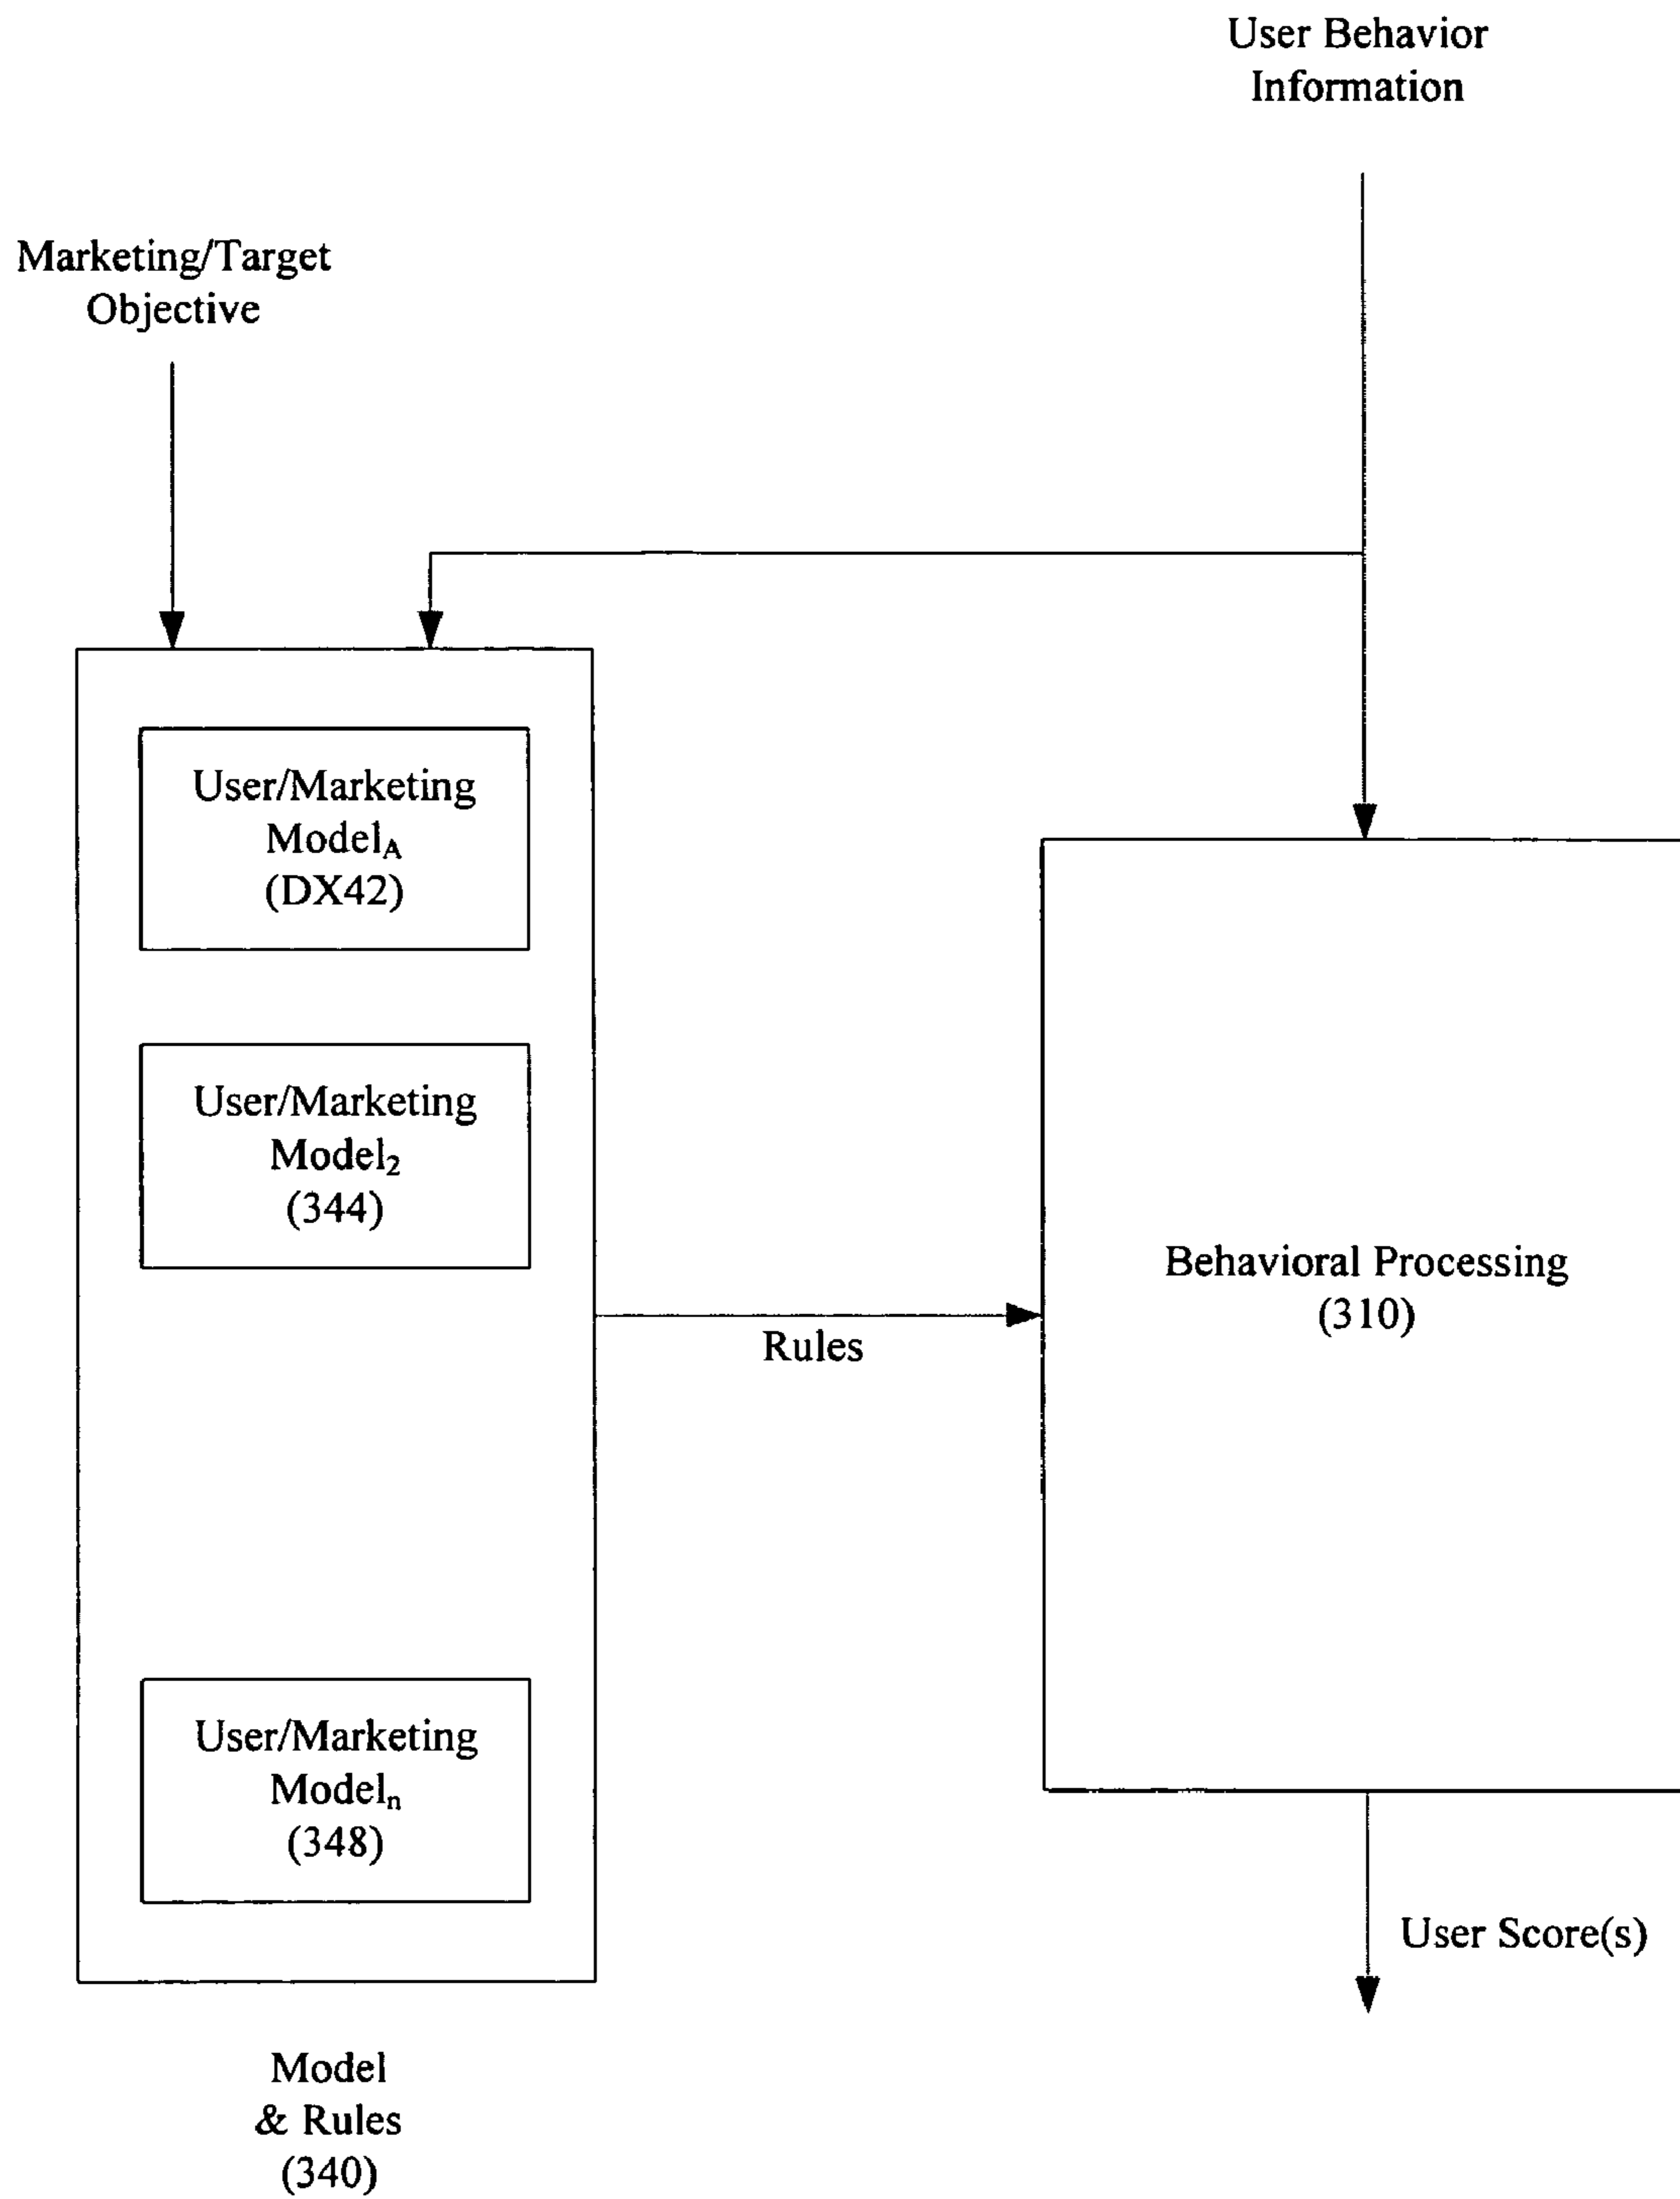 User Behavior
Information
Marketing/Target
Objective
User/Marketing
Model_A
(DX42)
User/Marketing
Model₂
(344)
Rules
Behavioral Processing
(310)
User/Marketing
Modelₙ
(348)
User Score(s)
Model
& Rules
(340)